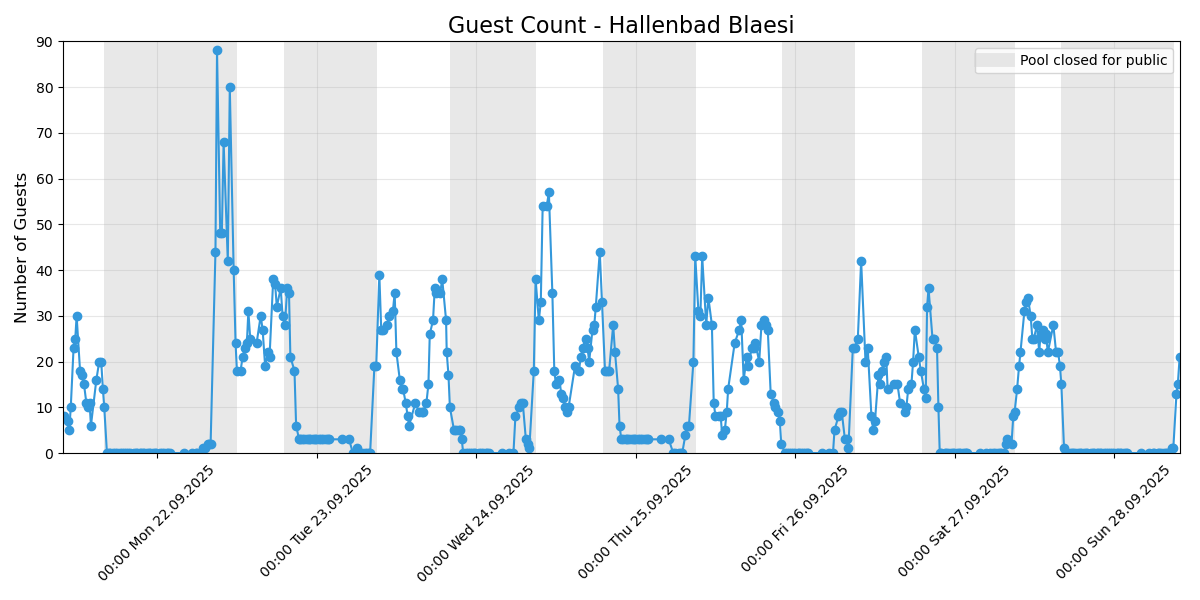 Guest Count - Hallenbad Blaesi
Pool closed for public
Number of Guests
90
80
70
60
50
40
30
20
10
0
00:00 Mon 22.09.2025
00:00 Tue 23.09.2025
00:00 Wed 24.09.2025
00:00 Thu 25.09.2025
00:00 Fri 26.09.2025
00:00 Sat 27.09.2025
00:00 Sun 28.09.2025